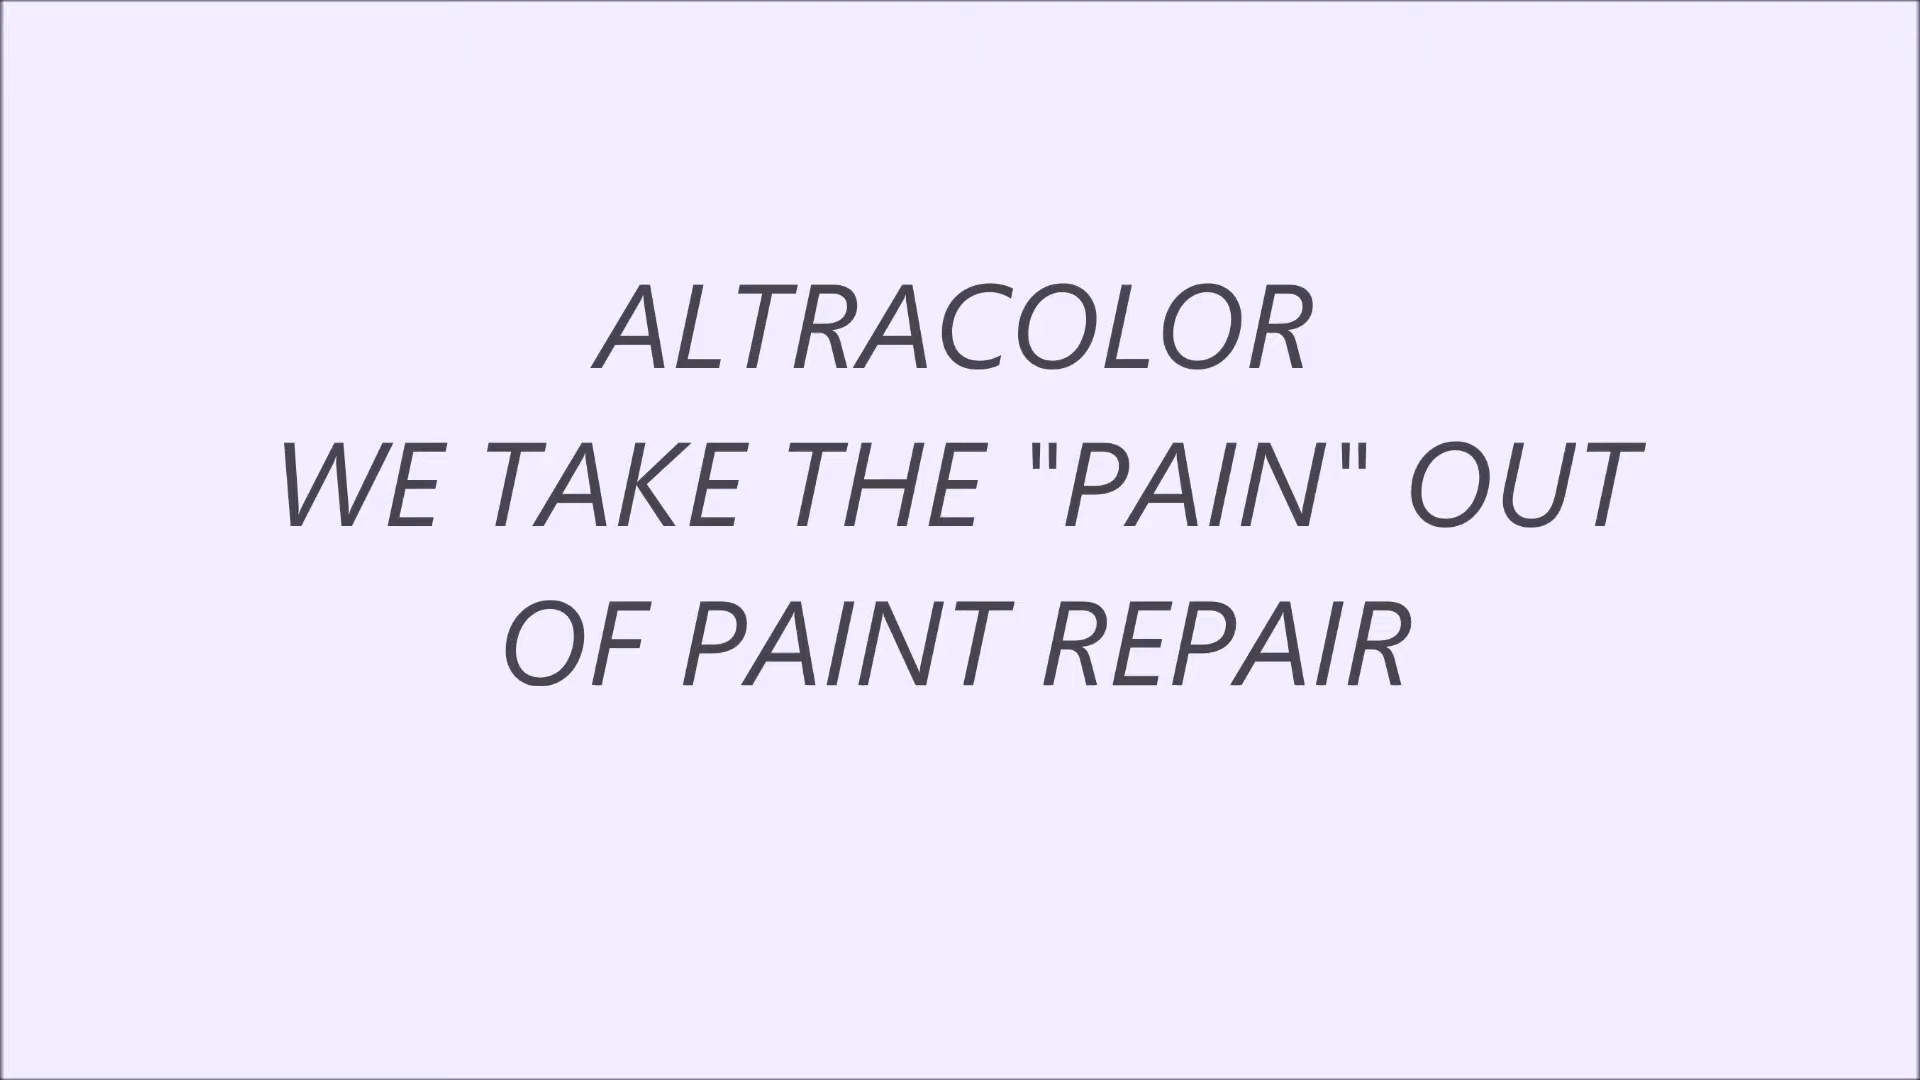 ALTRACOLOR
WE TAKE THE "PAIN" OUT
OF PAINT REPAIR